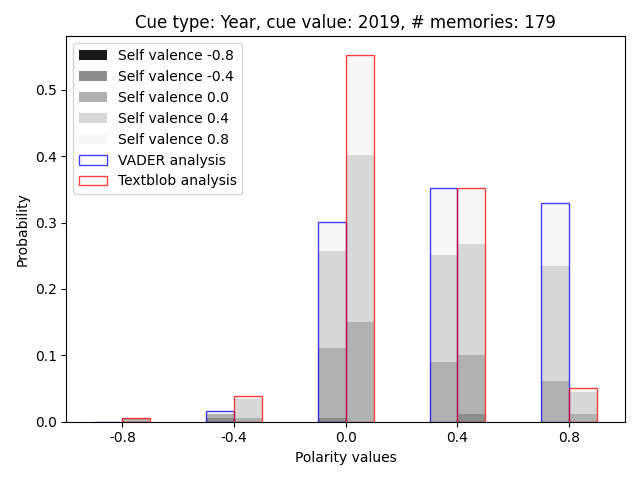 Cue type: Year, cue value: 2019, # memories: 179
Self valence -0.8
Self valence -0.4
Self valence 0.0
Self valence 0.4
Self valence 0.8
VADER analysis
Textblob analysis
Probability
0.5
0.4
0.3
0.2
0.1
0.0
-0.8 -0.4 0.0 0.4 0.8
Polarity values